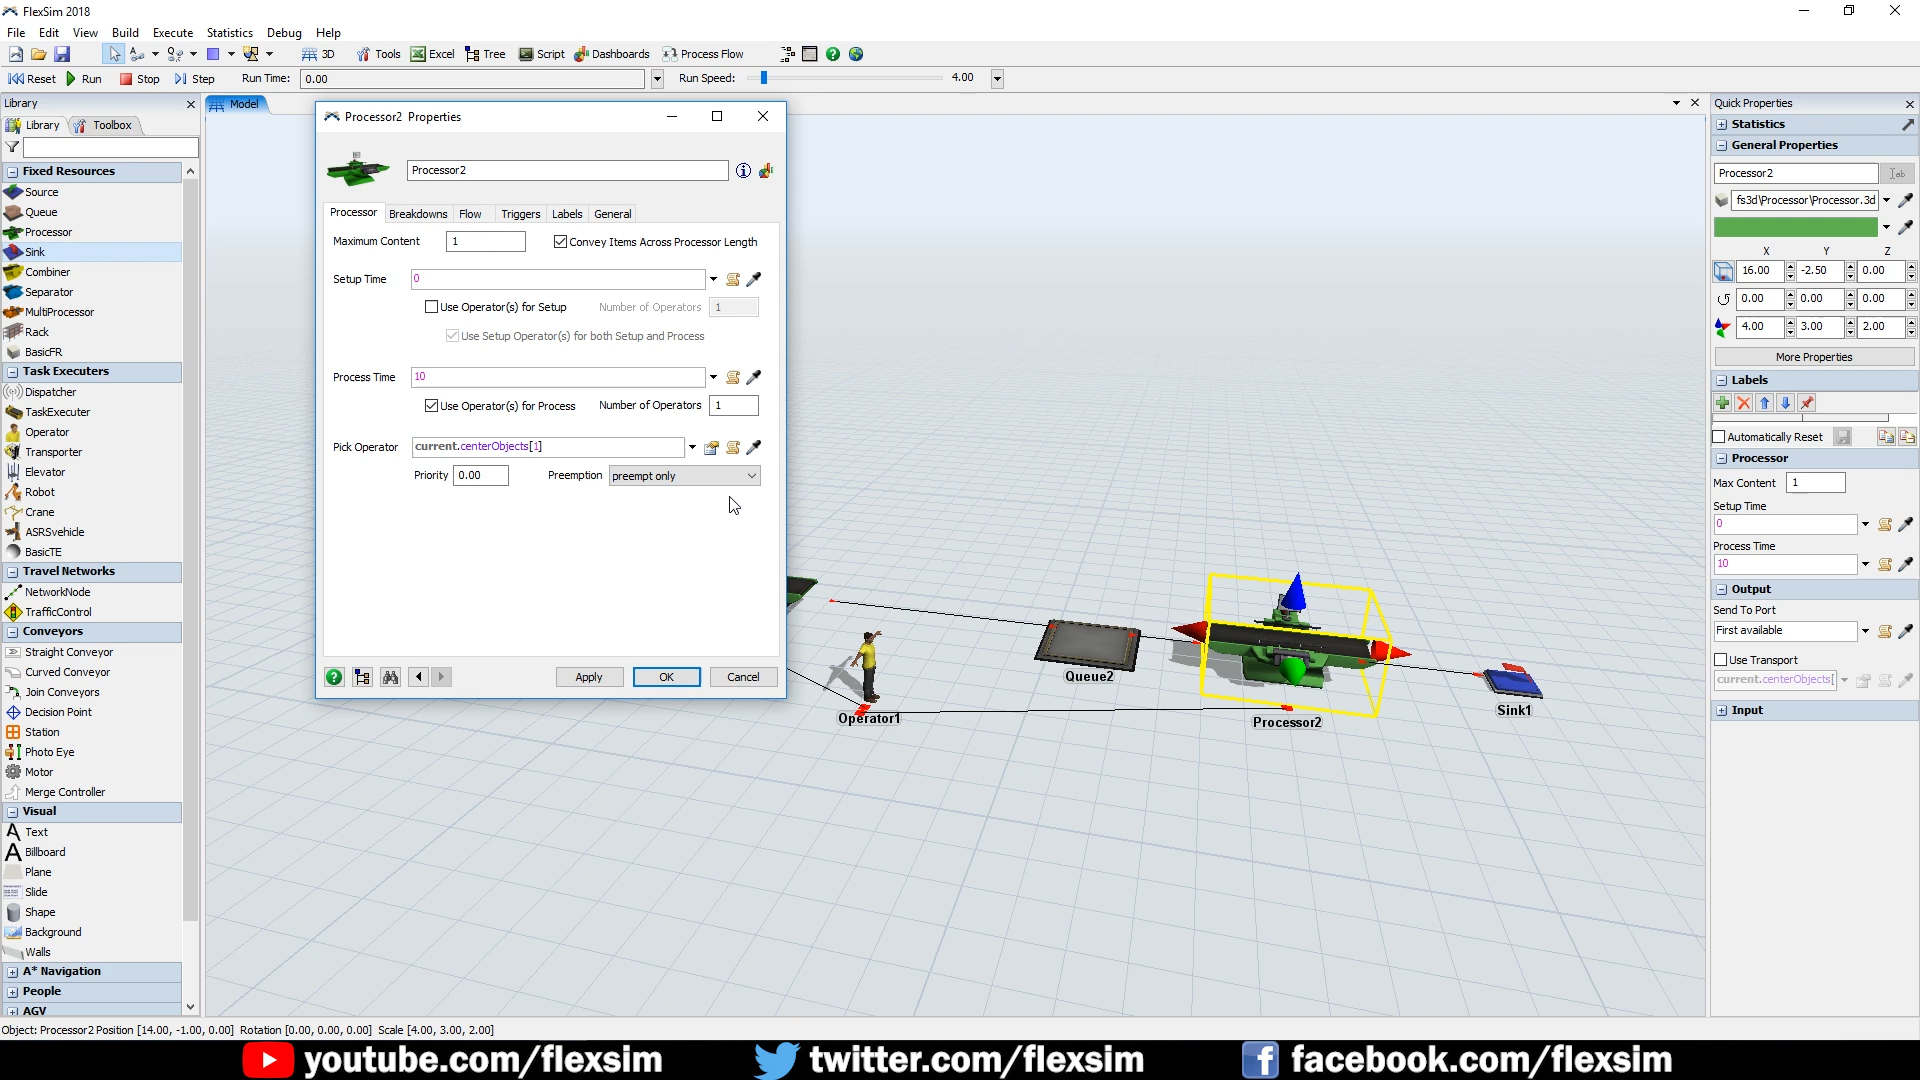 FlexSim 2018
File Edit View Build Execute Statistics Debug Help
3D Tools Excel Tree Script Dashboards Process Flow
Reset Run Stop Step Run Time: 0.00 Run Speed: 4.00
Library
Library Toolbox
Fixed Resources
Source
Queue
Processor
Sink
Combiner
Separator
MultiProcessor
Rack
BasicFR
Task Executers
Dispatcher
TaskExecuter
Operator
Transporter
Elevator
Robot
Crane
ASRSvehicle
BasicTE
Travel Networks
NetworkNode
TrafficControl
Conveyors
Straight Conveyor
Curved Conveyor
Join Conveyors
Decision Point
Station
Photo Eye
Motor
Merge Controller
Visual
Text
Billboard
Plane
Slide
Shape
Background
Walls
A* Navigation
People
AGV
Model
Processor2 Properties
Processor2
Processor Breakdowns Flow Triggers Labels General
Maximum Content 1 Convey Items Across Processor Length
Setup Time 0
Use Operator(s) for Setup Number of Operators 1
Use Setup Operator(s) for both Setup and Process
Process Time 10
Use Operator(s) for Process Number of Operators 1
Pick Operator current.centerObjects[1]
Priority 0.00 Preemption preempt only
Apply OK Cancel
Operator1
Queue2
Processor2
Sink1
Quick Properties
Statistics
General Properties
Processor2
fs3d\Processor\Processor.3d
X Y Z
16.00 -2.50 0.00
0.00 0.00 0.00
4.00 3.00 2.00
More Properties
Labels
Automatically Reset
Processor
Max Content 1
Setup Time
0
Process Time
10
Output
Send To Port
First available
Use Transport
current.centerObjects[
Input
Object: Processor2 Position [14.00, -1.00, 0.00] Rotation [0.00, 0.00, 0.00] Scale [4.00, 3.00, 2.00]
youtube.com/flexsim twitter.com/flexsim facebook.com/flexsim